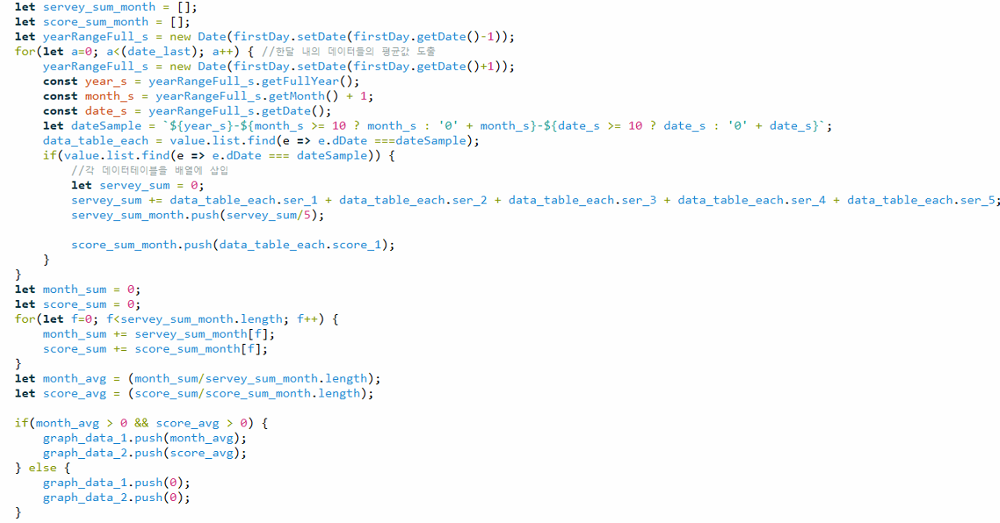 let servey_sum_month = [];
let score_sum_month = [];
let yearRangeFull_s = new Date(firstDay.setDate(firstDay.getDate()-1));
for(let a=0; a<(date_last); a++) { //한달 내의 데이터들의 평균값 도출
    yearRangeFull_s = new Date(firstDay.setDate(firstDay.getDate()+1));
    const year_s = yearRangeFull_s.getFullYear();
    const month_s = yearRangeFull_s.getMonth() + 1;
    const date_s = yearRangeFull_s.getDate();
    let dateSample = `${year_s}-${month_s >= 10 ? month_s : '0' + month_s}-${date_s >= 10 ? date_s : '0' + date_s}`;
    data_table_each = value.list.find(e => e.dDate ===dateSample);
    if(value.list.find(e => e.dDate === dateSample)) {
        //각 데이터테이블을 배열에 삽입
        let servey_sum = 0;
        servey_sum += data_table_each.ser_1 + data_table_each.ser_2 + data_table_each.ser_3 + data_table_each.ser_4 + data_table_each.ser_5;
        servey_sum_month.push(servey_sum/5);

        score_sum_month.push(data_table_each.score_1);
    }
}
let month_sum = 0;
let score_sum = 0;
for(let f=0; f<servey_sum_month.length; f++) {
    month_sum += servey_sum_month[f];
    score_sum += score_sum_month[f];
}
let month_avg = (month_sum/servey_sum_month.length);
let score_avg = (score_sum/score_sum_month.length);

if(month_avg > 0 && score_avg > 0) {
    graph_data_1.push(month_avg);
    graph_data_2.push(score_avg);
} else {
    graph_data_1.push(0);
    graph_data_2.push(0);
}